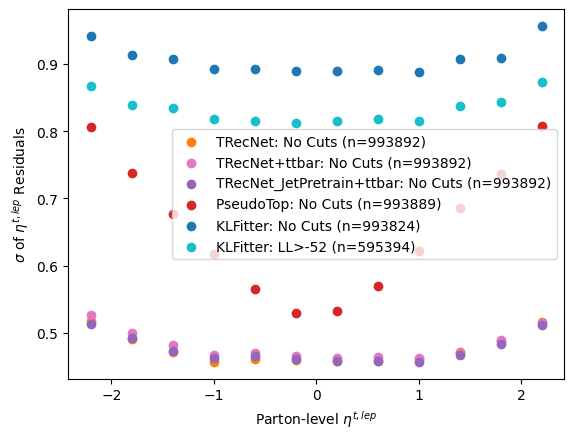 0.9
0.8
0.7
0.6
0.5
σ of η^{t, lep} Residuals
TRecNet: No Cuts (n=993892)
TRecNet+ttbar: No Cuts (n=993892)
TRecNet_JetPretrain+ttbar: No Cuts (n=993892)
PseudoTop: No Cuts (n=993889)
KLFitter: No Cuts (n=993824)
KLFitter: LL>-52 (n=595394)
−2 −1 0 1 2
Parton-level η^{t, lep}